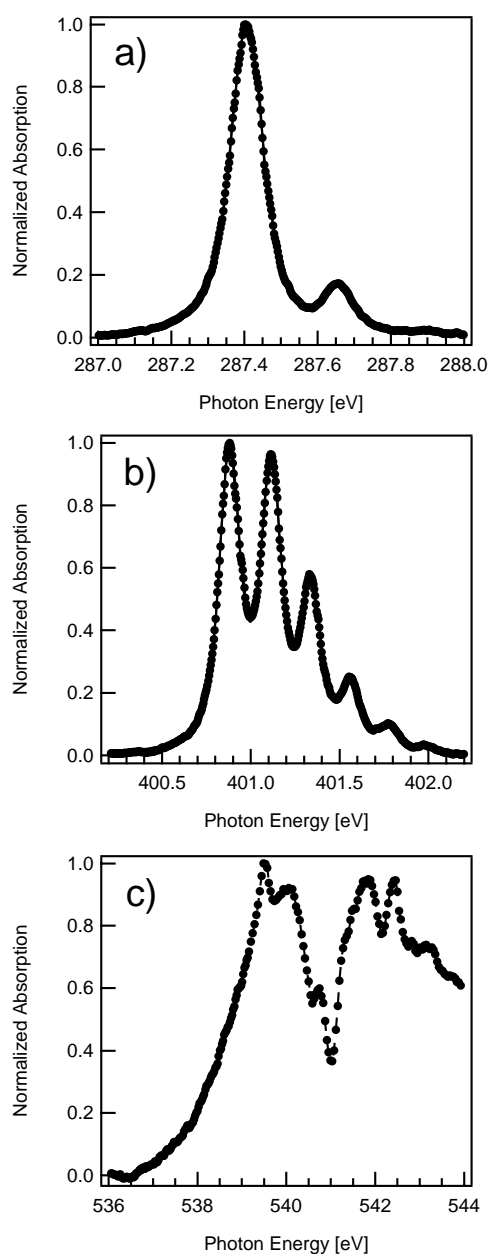 a)
Normalized Absorption
1.0
0.8
0.6
0.4
0.2
0.0
287.0 287.2 287.4 287.6 287.8 288.0
Photon Energy [eV]
b)
Normalized Absorption
1.0
0.8
0.6
0.4
0.2
0.0
400.5 401.0 401.5 402.0
Photon Energy [eV]
c)
Normalized Absorption
1.0
0.8
0.6
0.4
0.2
0.0
536 538 540 542 544
Photon Energy [eV]